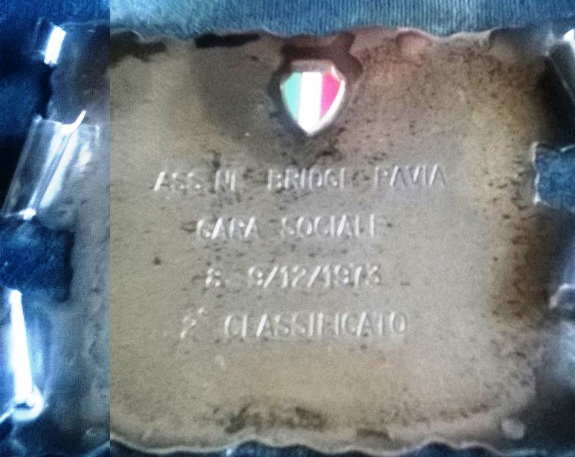 ASS. NE BRIDGE PAVIA
GARA SOCIALE
8 9/12/1973
2° CLASSIFICATO